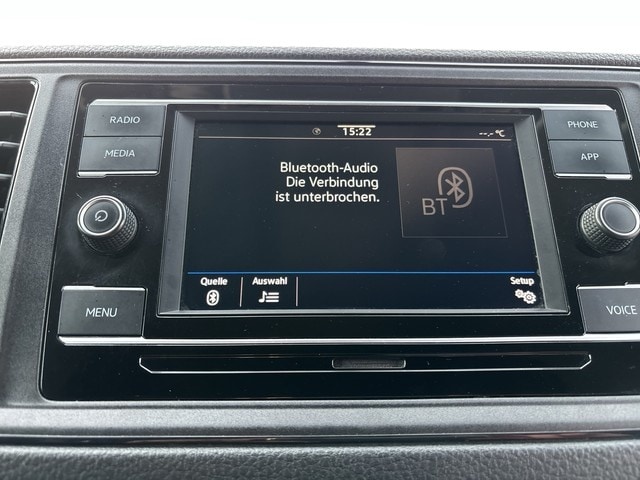 RADIO
MEDIA
MENU
15:22
--,- °C
Bluetooth-Audio
Die Verbindung
ist unterbrochen.
BT
Quelle
Auswahl
Setup
PHONE
APP
VOICE